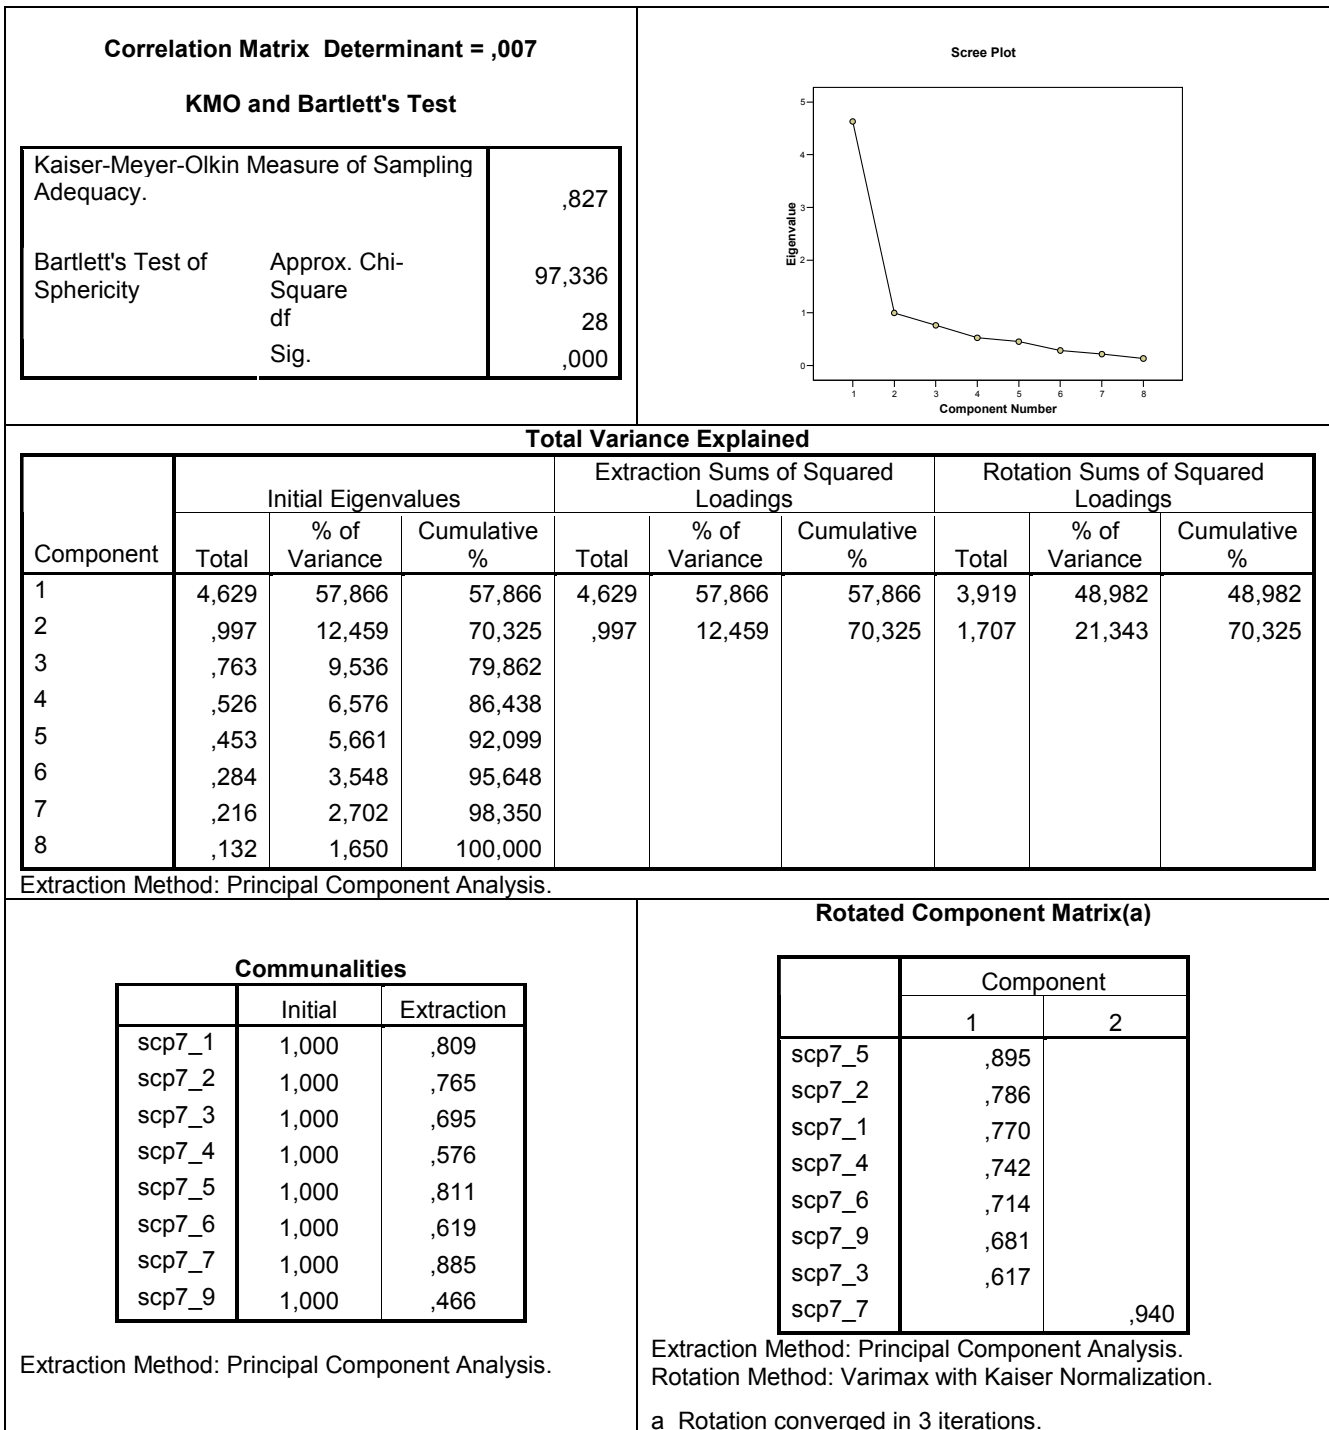 Correlation Matrix Determinant = ,007
KMO and Bartlett's Test
Kaiser-Meyer-Olkin Measure of Sampling
Adequacy. ,827
Bartlett's Test of Approx. Chi- 97,336
Sphericity Square
df 28
Sig. ,000
Scree Plot
Eigenvalue
5
4
3
2
1
0
1 2 3 4 5 6 7 8
Component Number
Total Variance Explained
Component Initial Eigenvalues Extraction Sums of Squared Loadings Rotation Sums of Squared Loadings
Total % of Variance Cumulative % Total % of Variance Cumulative % Total % of Variance Cumulative %
1 4,629 57,866 57,866 4,629 57,866 57,866 3,919 48,982 48,982
2 ,997 12,459 70,325 ,997 12,459 70,325 1,707 21,343 70,325
3 ,763 9,536 79,862
4 ,526 6,576 86,438
5 ,453 5,661 92,099
6 ,284 3,548 95,648
7 ,216 2,702 98,350
8 ,132 1,650 100,000
Extraction Method: Principal Component Analysis.
Communalities
Initial Extraction
scp7_1 1,000 ,809
scp7_2 1,000 ,765
scp7_3 1,000 ,695
scp7_4 1,000 ,576
scp7_5 1,000 ,811
scp7_6 1,000 ,619
scp7_7 1,000 ,885
scp7_9 1,000 ,466
Extraction Method: Principal Component Analysis.
Rotated Component Matrix(a)
Component
1 2
scp7_5 ,895
scp7_2 ,786
scp7_1 ,770
scp7_4 ,742
scp7_6 ,714
scp7_9 ,681
scp7_3 ,617
scp7_7 ,940
Extraction Method: Principal Component Analysis.
Rotation Method: Varimax with Kaiser Normalization.
a Rotation converged in 3 iterations.